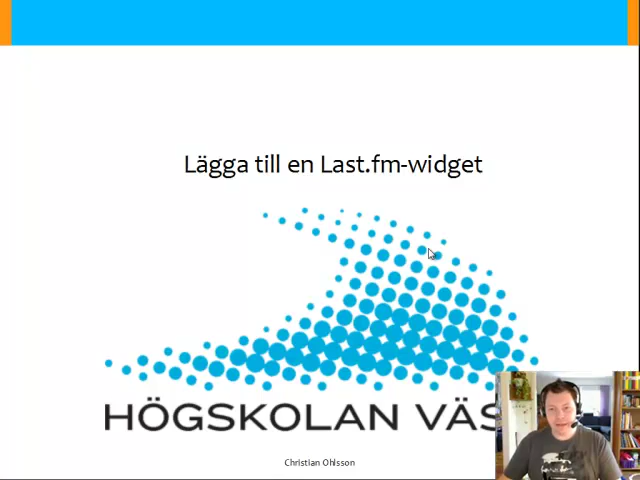 Lägga till en Last.fm-widget
HÖGSKOLAN VÄS
Christian Ohlsson